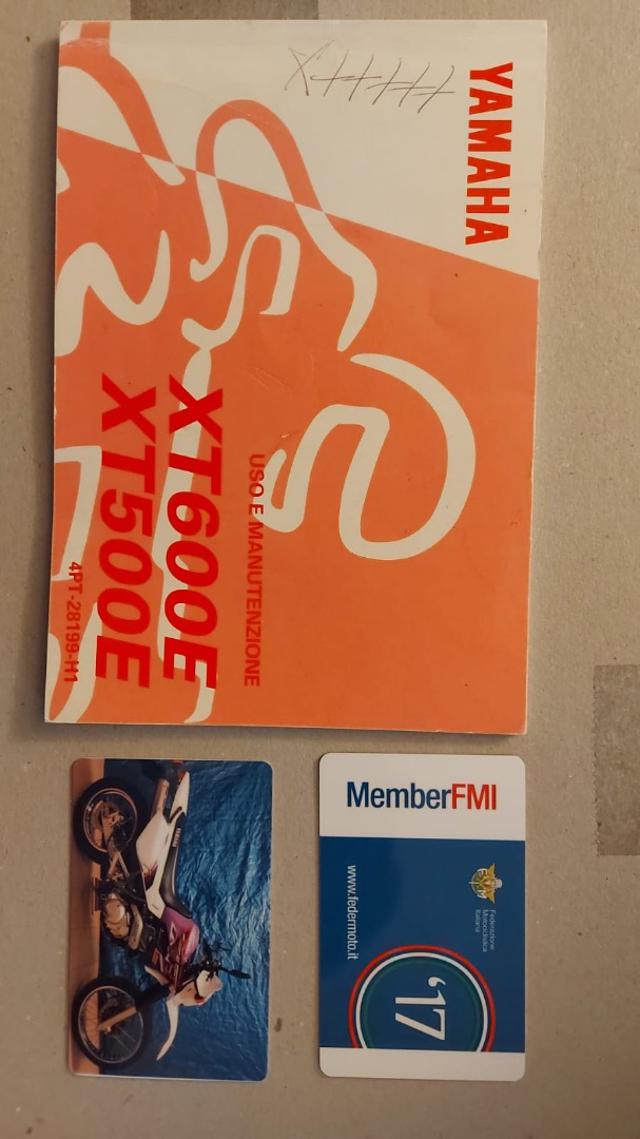 YAMAHA
USO E MANUTENZIONE
XT600E
XT500E
4PT-28199-H1
MemberFMI
Federazione
Motociclistica
Italiana
www.federmoto.it
'17